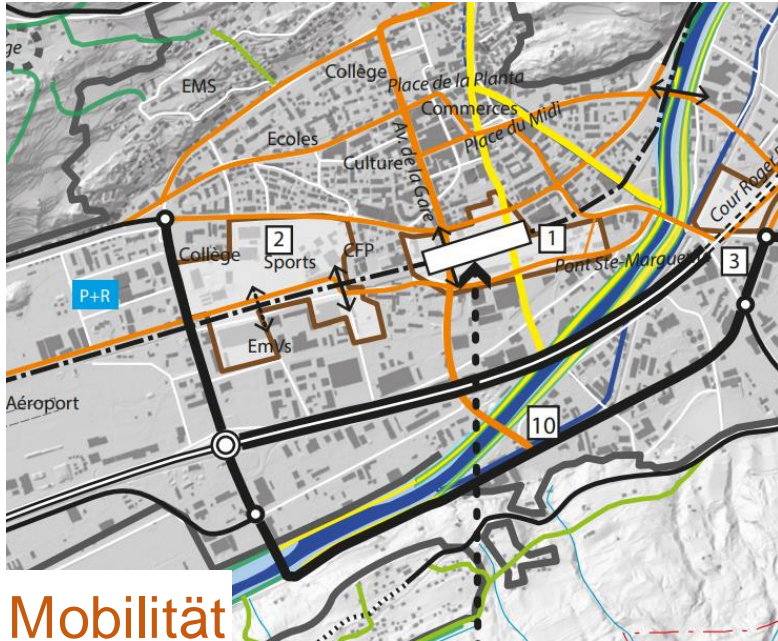 ge
EMS
Collège
Place de la Planta
Commerces
Ecoles
Place du Midi
Culture
Av. de la Gare
Cour Roger
2
1
Collège
Sports
CFP
Pont Ste-Margue
3
P+R
EmVs
Aéroport
10
Mobilität